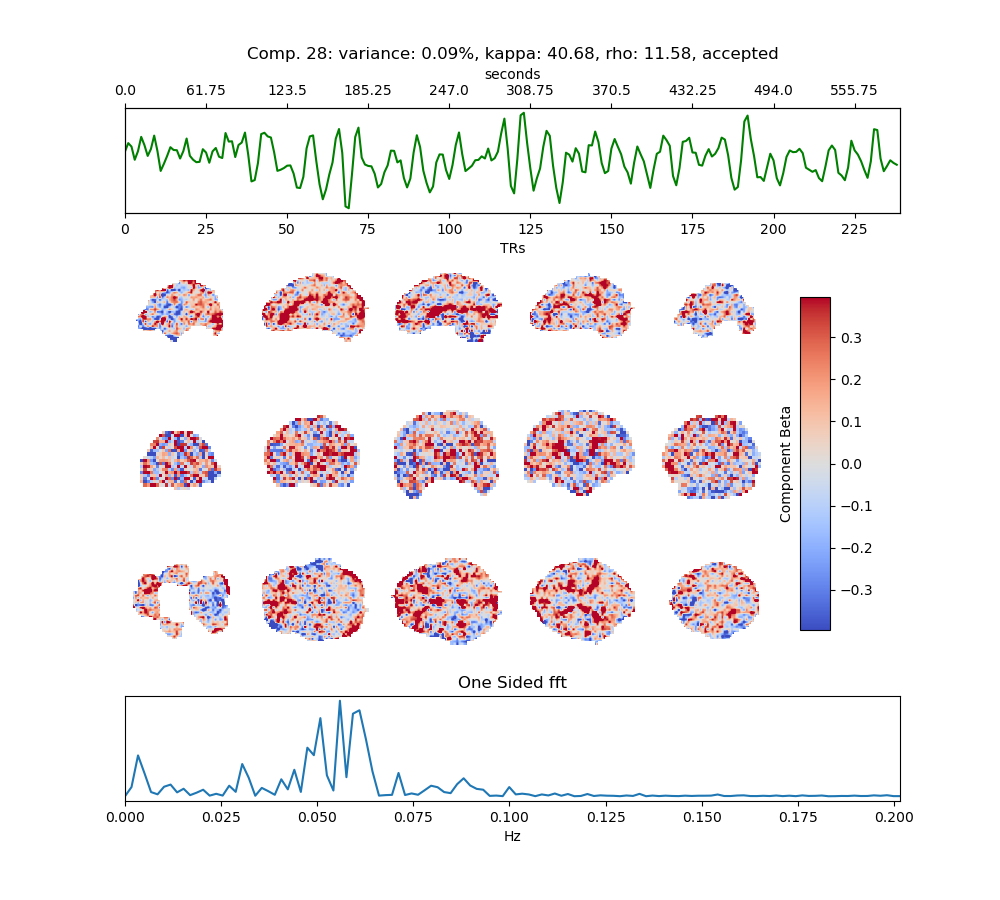 Comp. 28: variance: 0.09%, kappa: 40.68, rho: 11.58, accepted
seconds
0.0 61.75 123.5 185.25 247.0 308.75 370.5 432.25 494.0 555.75
0 25 50 75 100 125 150 175 200 225
TRs
0.3
0.2
0.1
0.0
−0.1
−0.2
−0.3
Component Beta
One Sided fft
0.000 0.025 0.050 0.075 0.100 0.125 0.150 0.175 0.200
Hz